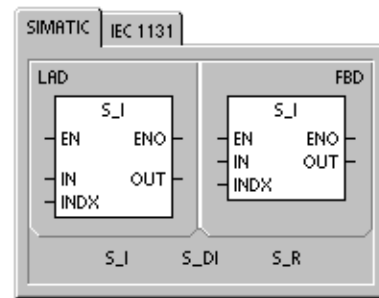 SIMATIC IEC 1131
LAD FBD
S_I S_I
EN ENO EN ENO
IN OUT IN OUT
INDX INDX
S_I S_DI S_R